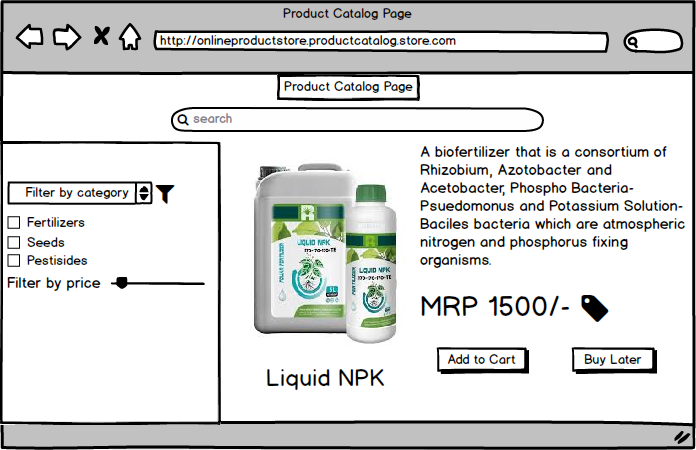 Product Catalog Page
http://onlineproductstore.productcatalog.store.com
Product Catalog Page
search
Filter by category
Fertilizers
Seeds
Pestisides
Filter by price
LIQUID NPK
LIQUID NPK
Liquid NPK
A biofertilizer that is a consortium of
Rhizobium, Azotobacter and
Acetobacter, Phospho Bacteria-
Psuedomonus and Potassium Solution-
Baciles bacteria which are atmospheric
nitrogen and phosphorus fixing
organisms.
MRP 1500/-
Add to Cart
Buy Later